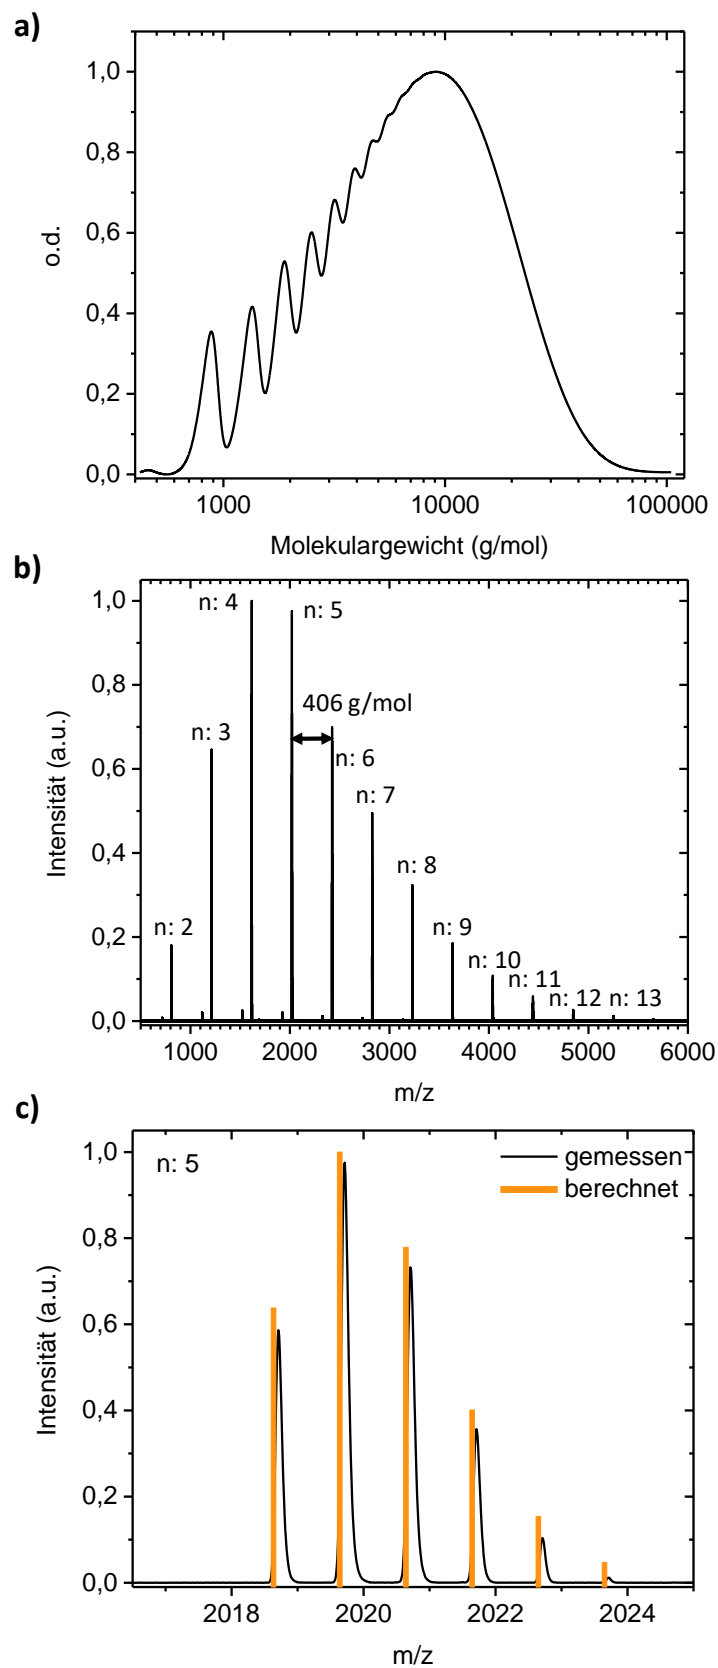 a)
1,0
0,8
0,6
0,4
0,2
0,0
o.d.
1000 10000 100000
Molekulargewicht (g/mol)
b)
1,0
0,8
0,6
0,4
0,2
0,0
Intensität (a.u.)
n: 4
n: 5
406 g/mol
n: 3
n: 6
n: 7
n: 8
n: 2
n: 9
n: 10
n: 11
n: 12 n: 13
1000 2000 3000 4000 5000 6000
m/z
c)
1,0
0,8
0,6
0,4
0,2
0,0
Intensität (a.u.)
n: 5
gemessen
berechnet
2018 2020 2022 2024
m/z